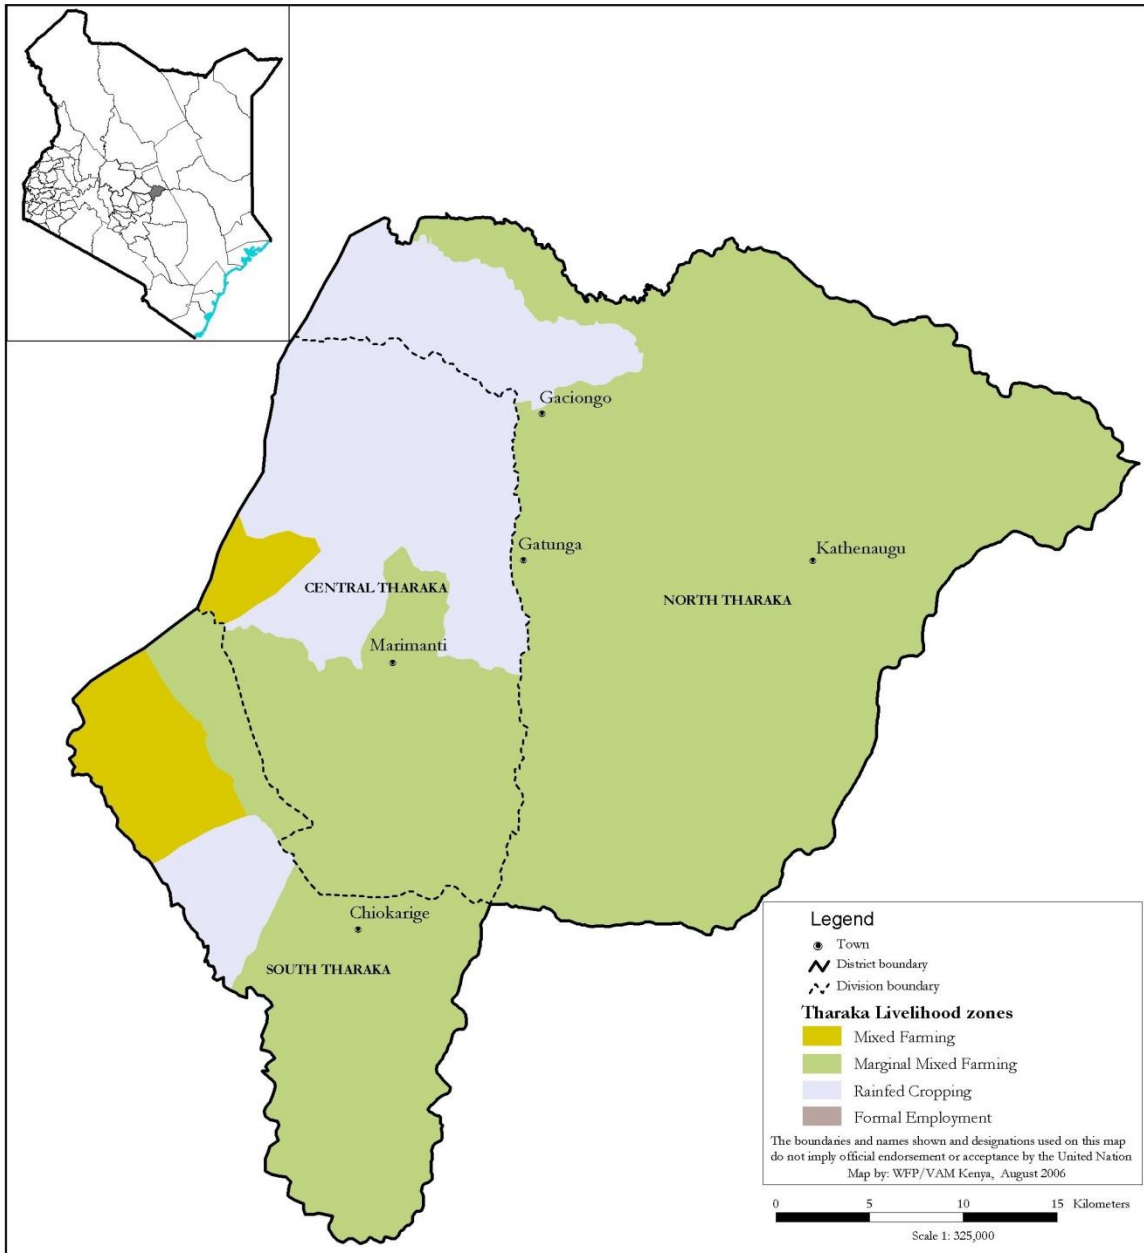 Gaciongo
Gatunga
Kathenaugu
CENTRAL THARAKA
NORTH THARAKA
Marimanti
Chiokarige
SOUTH THARAKA
Legend
Town
District boundary
Division boundary
Tharaka Livelihood zones
Mixed Farming
Marginal Mixed Farming
Rainfed Cropping
Formal Employment
The boundaries and names shown and designations used on this map
do not imply official endorsement or acceptance by the United Nation
Map by: WFP/VAM Kenya, August 2006
0 5 10 15 Kilometers
Scale 1: 325,000